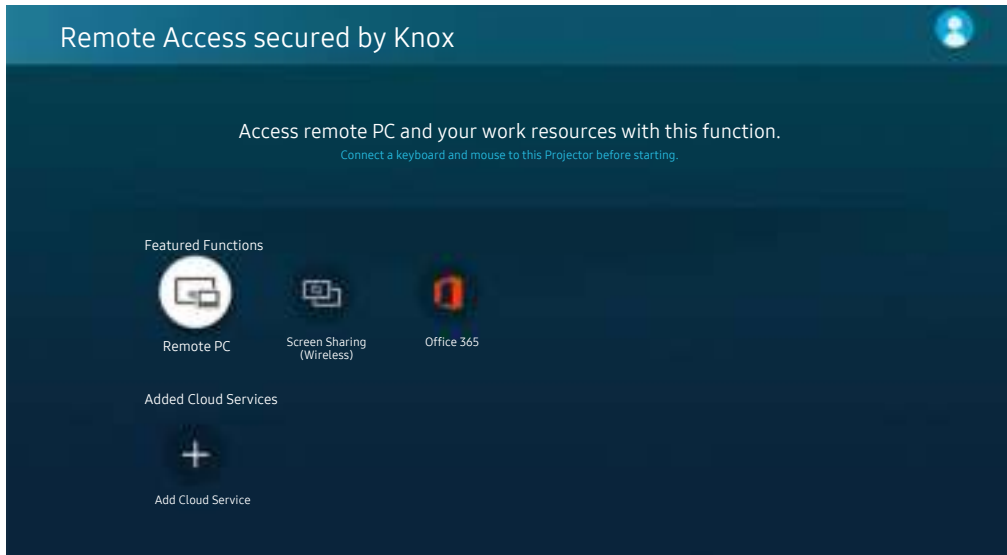 Remote Access secured by Knox
Access remote PC and your work resources with this function.
Connect a keyboard and mouse to this Projector before starting.
Featured Functions
Remote PC
Screen Sharing
(Wireless)
Office 365
Added Cloud Services
Add Cloud Service